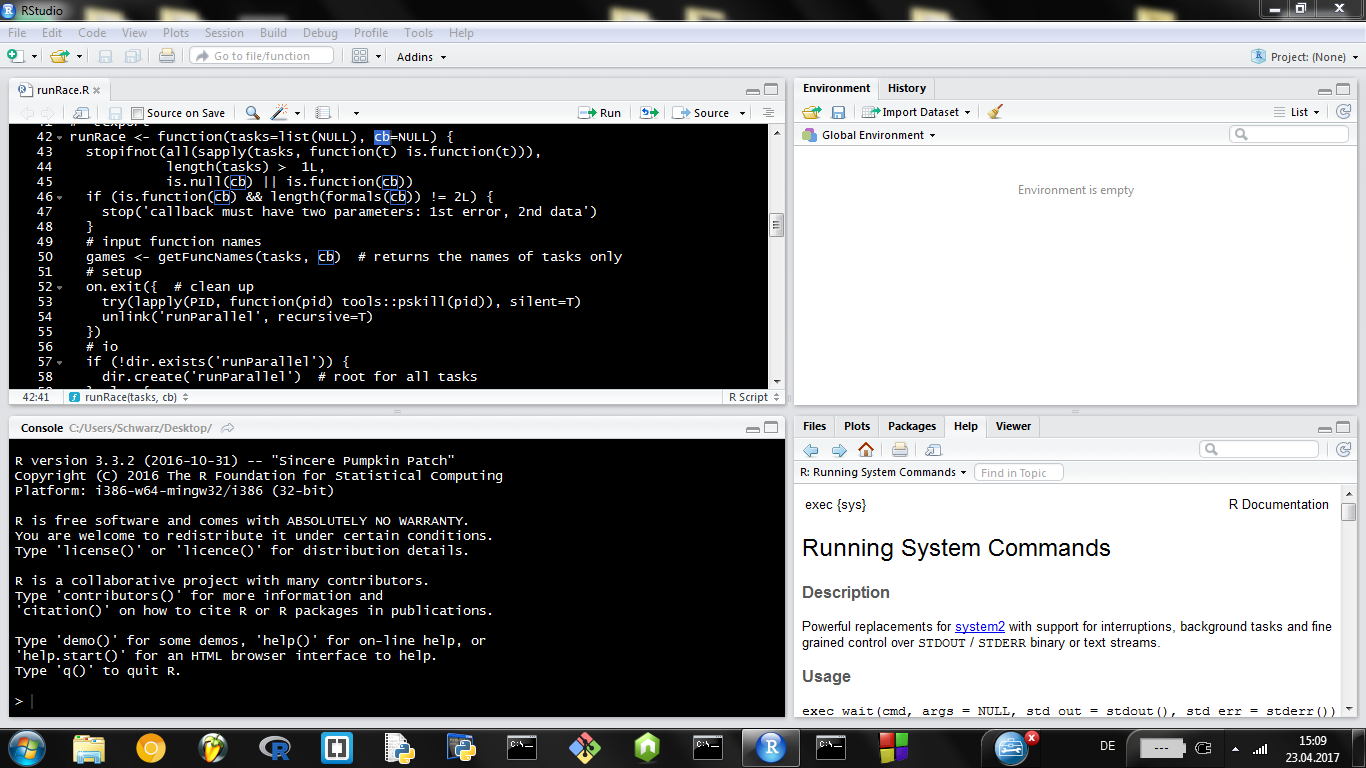 RStudio
File Edit Code View Plots Session Build Debug Profile Tools Help
Go to file/function Addins Project: (None)
runRace.R
Source on Save Run Source
42 runRace <- function(tasks=list(NULL), cb=NULL) {
43 stopifnot(all(sapply(tasks, function(t) is.function(t))),
44 length(tasks) > 1L,
45 is.null(cb) || is.function(cb))
46 if (is.function(cb) && length(formals(cb)) != 2L) {
47 stop('callback must have two parameters: 1st error, 2nd data')
48 }
49 # input function names
50 games <- getFuncNames(tasks, cb) # returns the names of tasks only
51 # setup
52 on.exit({ # clean up
53 try(lapply(PID, function(pid) tools::pskill(pid)), silent=T)
54 unlink('runParallel', recursive=T)
55 })
56 # io
57 if (!dir.exists('runParallel')) {
58 dir.create('runParallel') # root for all tasks
42:41 runRace(tasks, cb) R Script
Console C:/Users/Schwarz/Desktop/
R version 3.3.2 (2016-10-31) -- "Sincere Pumpkin Patch"
Copyright (C) 2016 The R Foundation for Statistical Computing
Platform: i386-w64-mingw32/i386 (32-bit)
R is free software and comes with ABSOLUTELY NO WARRANTY.
You are welcome to redistribute it under certain conditions.
Type 'license()' or 'licence()' for distribution details.
R is a collaborative project with many contributors.
Type 'contributors()' for more information and
'citation()' on how to cite R or R packages in publications.
Type 'demo()' for some demos, 'help()' for on-line help, or
'help.start()' for an HTML browser interface to help.
Type 'q()' to quit R.
>
Environment History
Import Dataset List
Global Environment
Environment is empty
Files Plots Packages Help Viewer
R: Running System Commands Find in Topic
exec {sys} R Documentation
Running System Commands
Description
Powerful replacements for system2 with support for interruptions, background tasks and fine
grained control over STDOUT / STDERR binary or text streams.
Usage
exec_wait(cmd, args = NULL, std_out = stdout(), std_err = stderr())
DE 15:09
23.04.2017